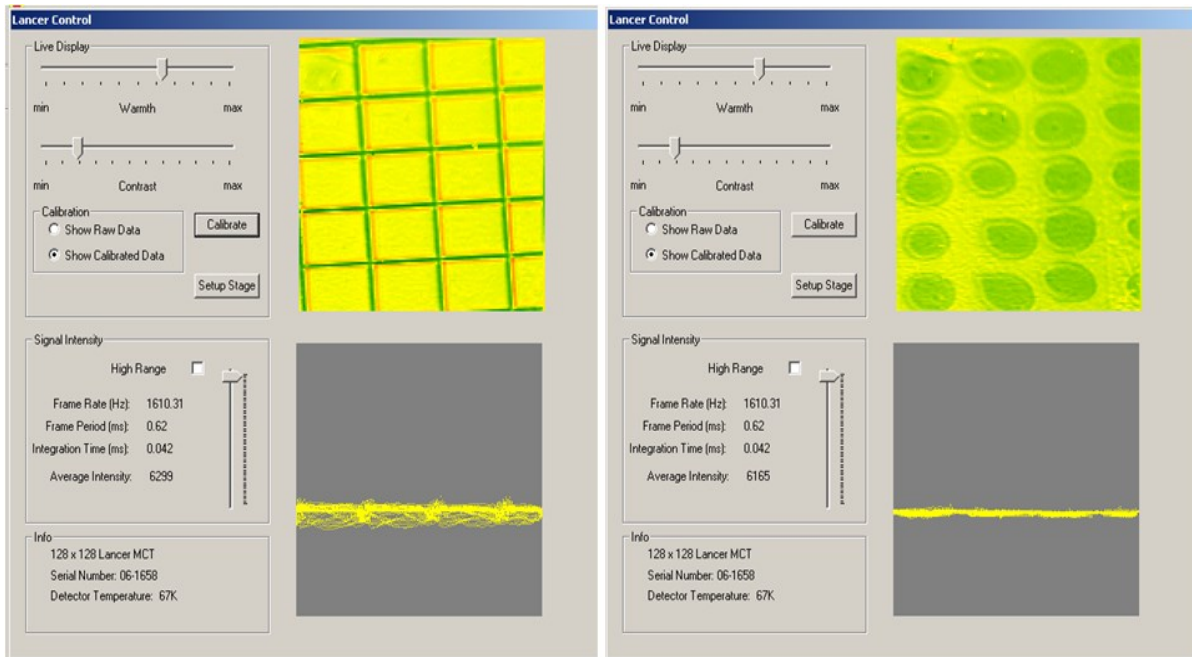 Lancer Control
Live Display
min Warmth max
min Contrast max
Calibration
Show Raw Data
Show Calibrated Data
Calibrate
Setup Stage
Signal Intensity
High Range
Frame Rate (Hz): 1610.31
Frame Period (ms): 0.62
Integration Time (ms): 0.042
Average Intensity: 6299
Info
128 x 128 Lancer MCT
Serial Number: 06-1658
Detector Temperature: 67K
Lancer Control
Live Display
min Warmth max
min Contrast max
Calibration
Show Raw Data
Show Calibrated Data
Calibrate
Setup Stage
Signal Intensity
High Range
Frame Rate (Hz): 1610.31
Frame Period (ms): 0.62
Integration Time (ms): 0.042
Average Intensity: 6165
Info
128 x 128 Lancer MCT
Serial Number: 06-1658
Detector Temperature: 67K